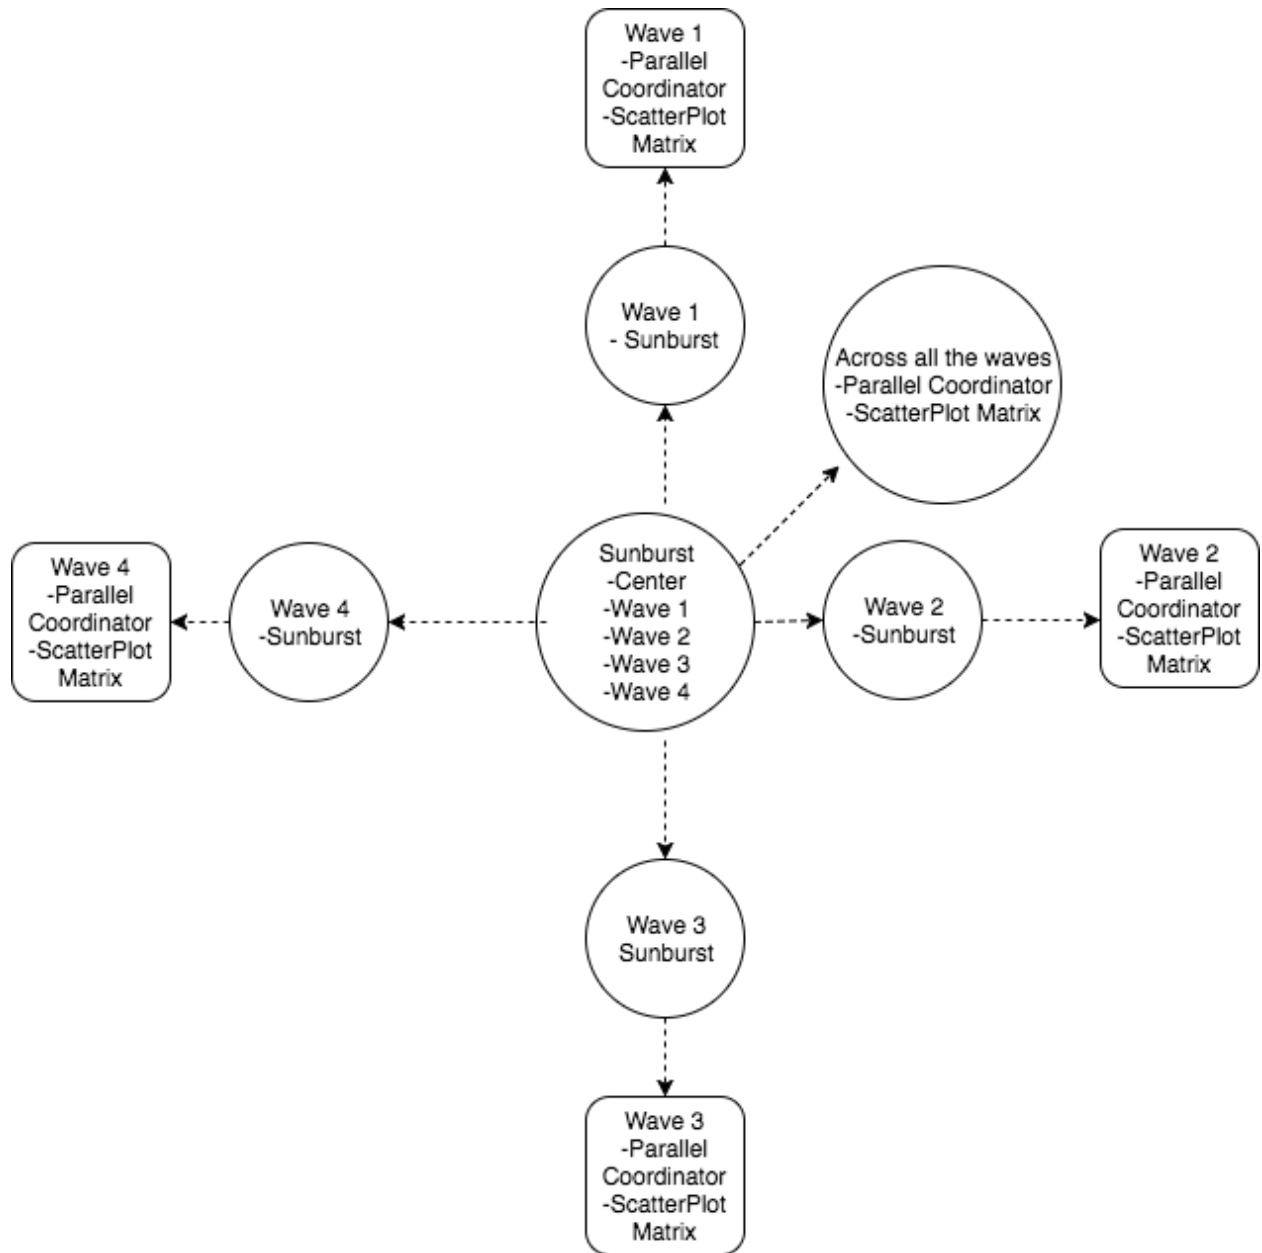 Wave 1
-Parallel
Coordinator
-ScatterPlot
Matrix
Wave 1
- Sunburst
Across all the waves
-Parallel Coordinator
-ScatterPlot Matrix
Wave 4
-Parallel
Coordinator
-ScatterPlot
Matrix
Wave 4
-Sunburst
Sunburst
-Center
-Wave 1
-Wave 2
-Wave 3
-Wave 4
Wave 2
-Sunburst
Wave 2
-Parallel
Coordinator
-ScatterPlot
Matrix
Wave 3
Sunburst
Wave 3
-Parallel
Coordinator
-ScatterPlot
Matrix